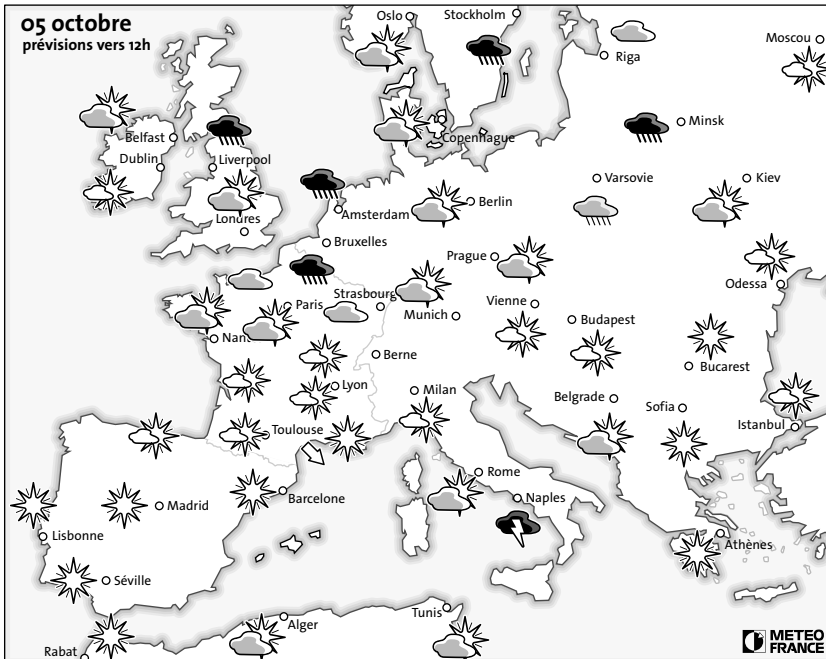 05 octobre
prévisions vers 12h
Oslo
Stockholm
Moscou
Riga
Belfast
Copenhague
Minsk
Dublin
Liverpool
Varsovie
Kiev
Londres
Amsterdam
Berlin
Bruxelles
Prague
Odessa
Paris
Strasbourg
Munich
Vienne
Nant
Budapest
Berne
Bucarest
Lyon
Milan
Belgrade
Sofia
Istanbul
Toulouse
Rome
Barcelone
Naples
Madrid
Lisbonne
Athènes
Séville
Alger
Tunis
Rabat
METEO
FRANCE